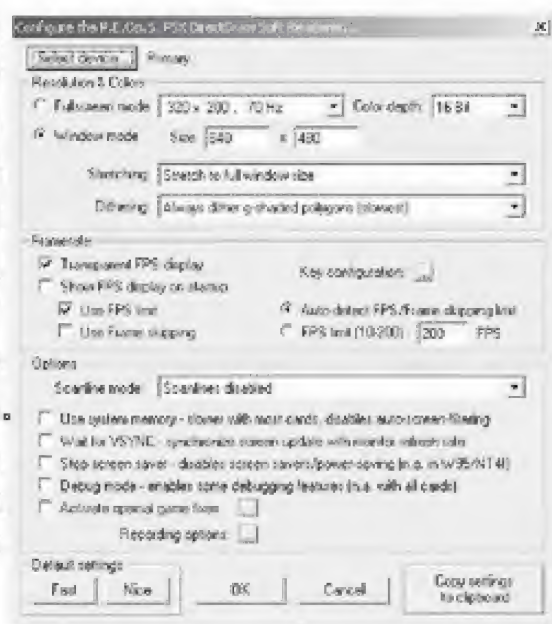 Configure the P.E.Op.S. PSX DirectDraw Soft Renderer...
Select device... Primary
Resolution & Colors
Fullscreen mode 320 x 200 , 70 Hz Color depth: 16 Bit
Window mode Size: 640 x 480
Stretching: Stretch to full window size
Dithering: Always dither g-shaded polygons (slowest)
Framerate
Transparent FPS display
Key configuration: ...
Show FPS display on startup
Use FPS limit
Auto-detect FPS/Frame skipping limit
Use Frame skipping
FPS limit (10-200) 200 FPS
Options
Scanline mode: Scanlines disabled
Use system memory - slower with most cards, disables auto-screen-filtering
Wait for VSYNC - synchronize screen update with monitor refresh rate
Stop screen saver - disables screen savers/power-saving (n.a. in W95/NT4!)
Debug mode - enables some debugging features (n.a. with all cards)
Activate special game fixes
Recording options:
Default settings
Fast Nice OK Cancel Copy settings
to clipboard